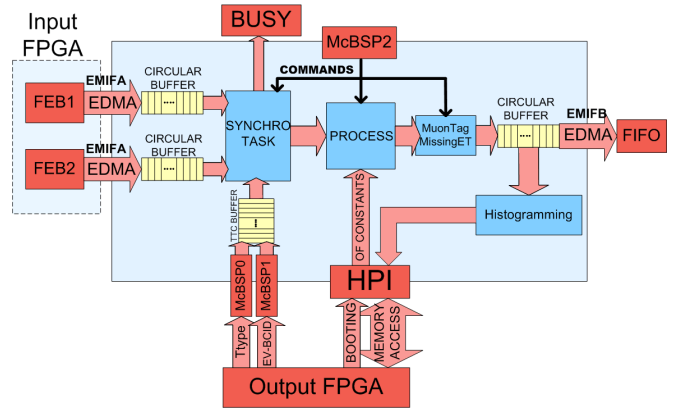 Input
FPGA
BUSY
McBSP2
COMMANDS
EMIFA
FEB1
EDMA
CIRCULAR
BUFFER
....
EMIFA
FEB2
EDMA
CIRCULAR
BUFFER
....
SYNCHRO
TASK
PROCESS
MuonTag
MissingET
CIRCULAR
BUFFER
....
EMIFB
EDMA
FIFO
TTC BUFFER
....
Histogramming
OF CONSTANTS
McBSP0
McBSP1
HPI
Ttype
EV-BCID
BOOTING
MEMORY
ACCESS
Output FPGA